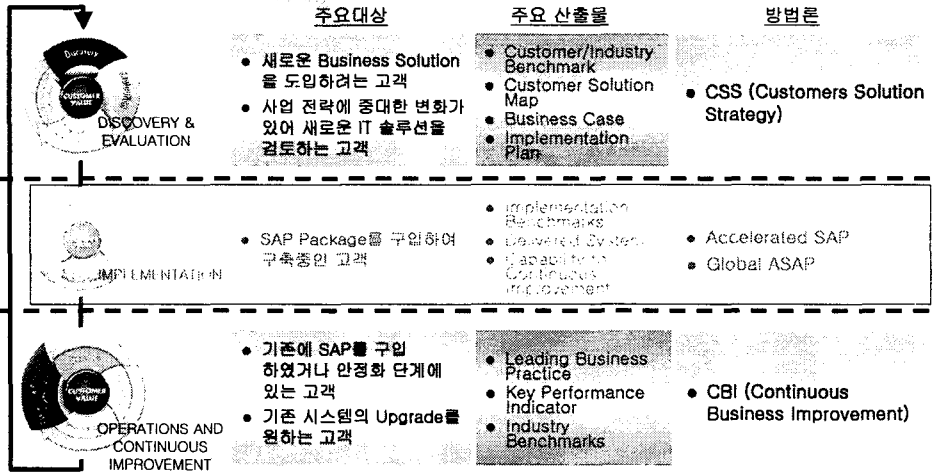 주요대상
주요 산출물
방법론
Discovery
CUSTOMER
VALUE
DISCOVERY &
EVALUATION
● 새로운 Business Solution
을 도입하려는 고객
● 사업 전략에 중대한 변화가
있어 새로운 IT 솔루션을
검토하는 고객
● Customer/Industry
Benchmark
● Customer Solution
Map
● Business Case
● Implementation
Plan
● CSS (Customers Solution
Strategy)
IMPLEMENTATION
● SAP Package를 구입하여
구축중인 고객
● Implementation
Benchmarks
● Delivered System
● Capability to
Continuous
Improvement
● Accelerated SAP
● Global ASAP
CUSTOMER
VALUE
OPERATIONS AND
CONTINUOUS
IMPROVEMENT
● 기존에 SAP를 구입
하였거나 안정화 단계에
있는 고객
● 기존 시스템의 Upgrade를
원하는 고객
● Leading Business
Practice
● Key Performance
Indicator
● Industry
Benchmarks
● CBI (Continuous
Business Improvement)